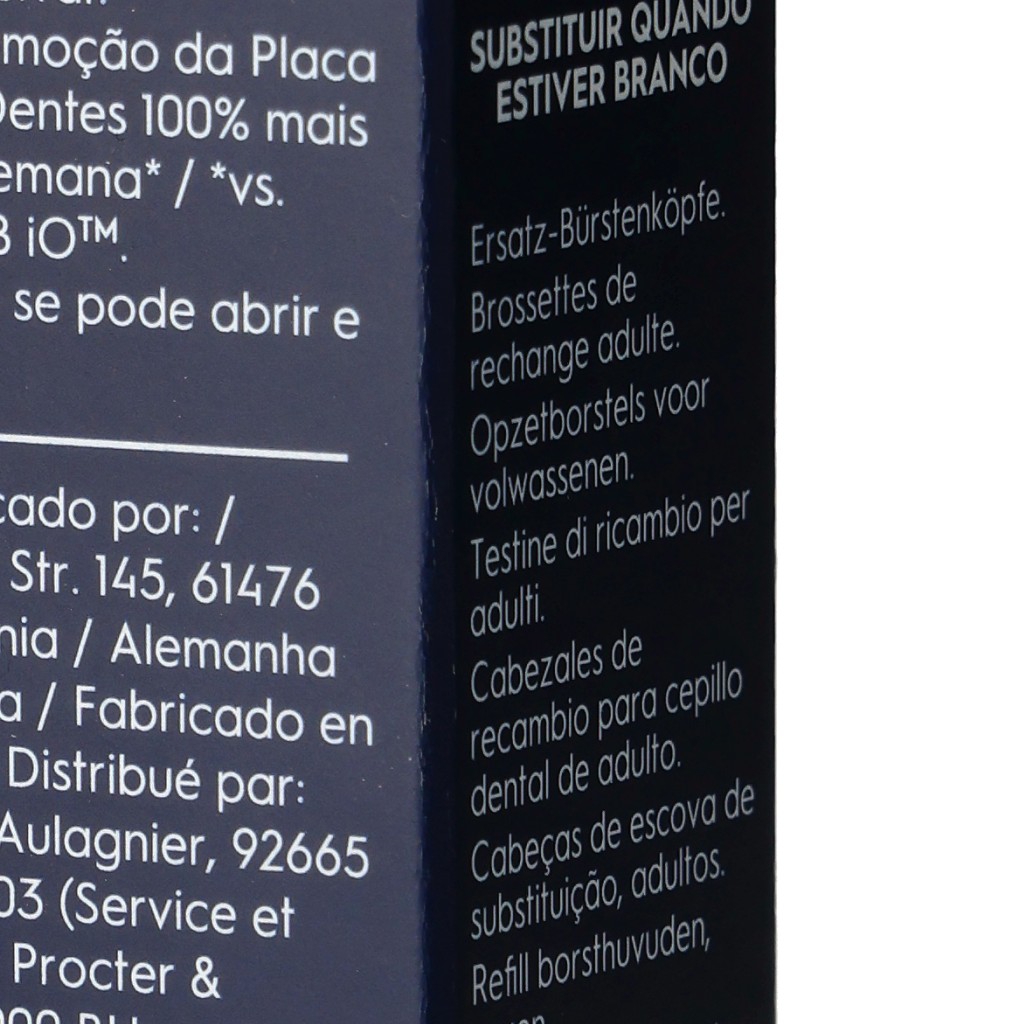 moção da Placa
Dentes 100% mais
emana* / *vs.
B iO™.
se pode abrir e
cado por: /
Str. 145, 61476
nia / Alemanha
a / Fabricado en
Distribué par:
Aulagnier, 92665
03 (Service et
Procter &
SUBSTITUIR QUANDO
ESTIVER BRANCO
Ersatz-Bürstenköpfe.
Brossettes de
rechange adulte.
Opzetborstels voor
volwassenen.
Testine di ricambio per
adulti.
Cabezales de
recambio para cepillo
dental de adulto.
Cabeças de escova de
substituição, adultos.
Refill borsthuvuden,